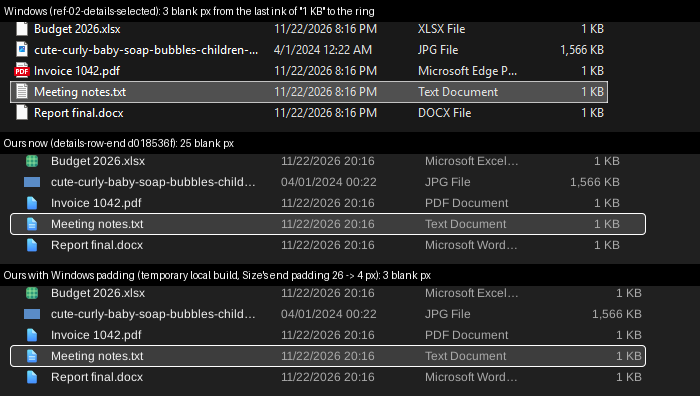 Windows (ref-02-details-selected): 3 blank px from the last ink of "1 KB" to the ring
Budget 2026.xlsx 11/22/2026 8:16 PM XLSX File 1 KB
cute-curly-baby-soap-bubbles-children-... 4/1/2024 12:22 AM JPG File 1,566 KB
PDF Invoice 1042.pdf 11/22/2026 8:16 PM Microsoft Edge P... 1 KB
Meeting notes.txt 11/22/2026 8:16 PM Text Document 1 KB
Report final.docx 11/22/2026 8:16 PM DOCX File 1 KB
Ours now (details-row-end d018536f): 25 blank px
Budget 2026.xlsx 11/22/2026 20:16 Microsoft Excel... 1 KB
cute-curly-baby-soap-bubbles-child... 04/01/2024 00:22 JPG File 1,566 KB
Invoice 1042.pdf 11/22/2026 20:16 PDF Document 1 KB
Meeting notes.txt 11/22/2026 20:16 Text Document 1 KB
Report final.docx 11/22/2026 20:16 Microsoft Word... 1 KB
Ours with Windows padding (temporary local build, Size's end padding 26 -> 4 px): 3 blank px
Budget 2026.xlsx 11/22/2026 20:16 Microsoft Excel... 1 KB
cute-curly-baby-soap-bubbles-child... 04/01/2024 00:22 JPG File 1,566 KB
Invoice 1042.pdf 11/22/2026 20:16 PDF Document 1 KB
Meeting notes.txt 11/22/2026 20:16 Text Document 1 KB
Report final.docx 11/22/2026 20:16 Microsoft Word... 1 KB